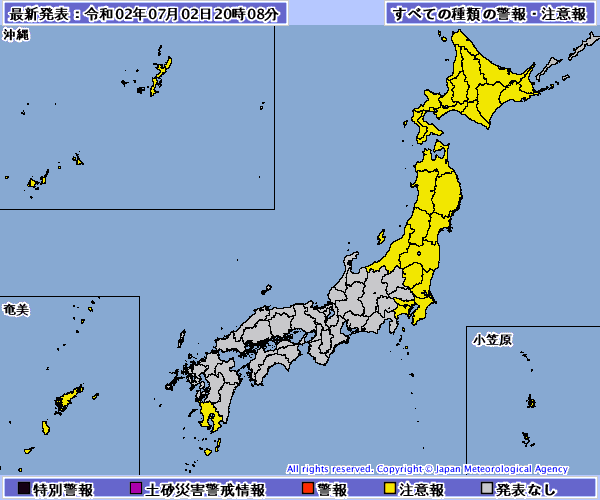 最新発表：令和02年07月02日20時08分
すべての種類の警報・注意報
沖縄
奄美
小笠原
All rights reserved. Copyright © Japan Meteorological Agency
特別警報 土砂災害警戒情報 警報 注意報 発表なし